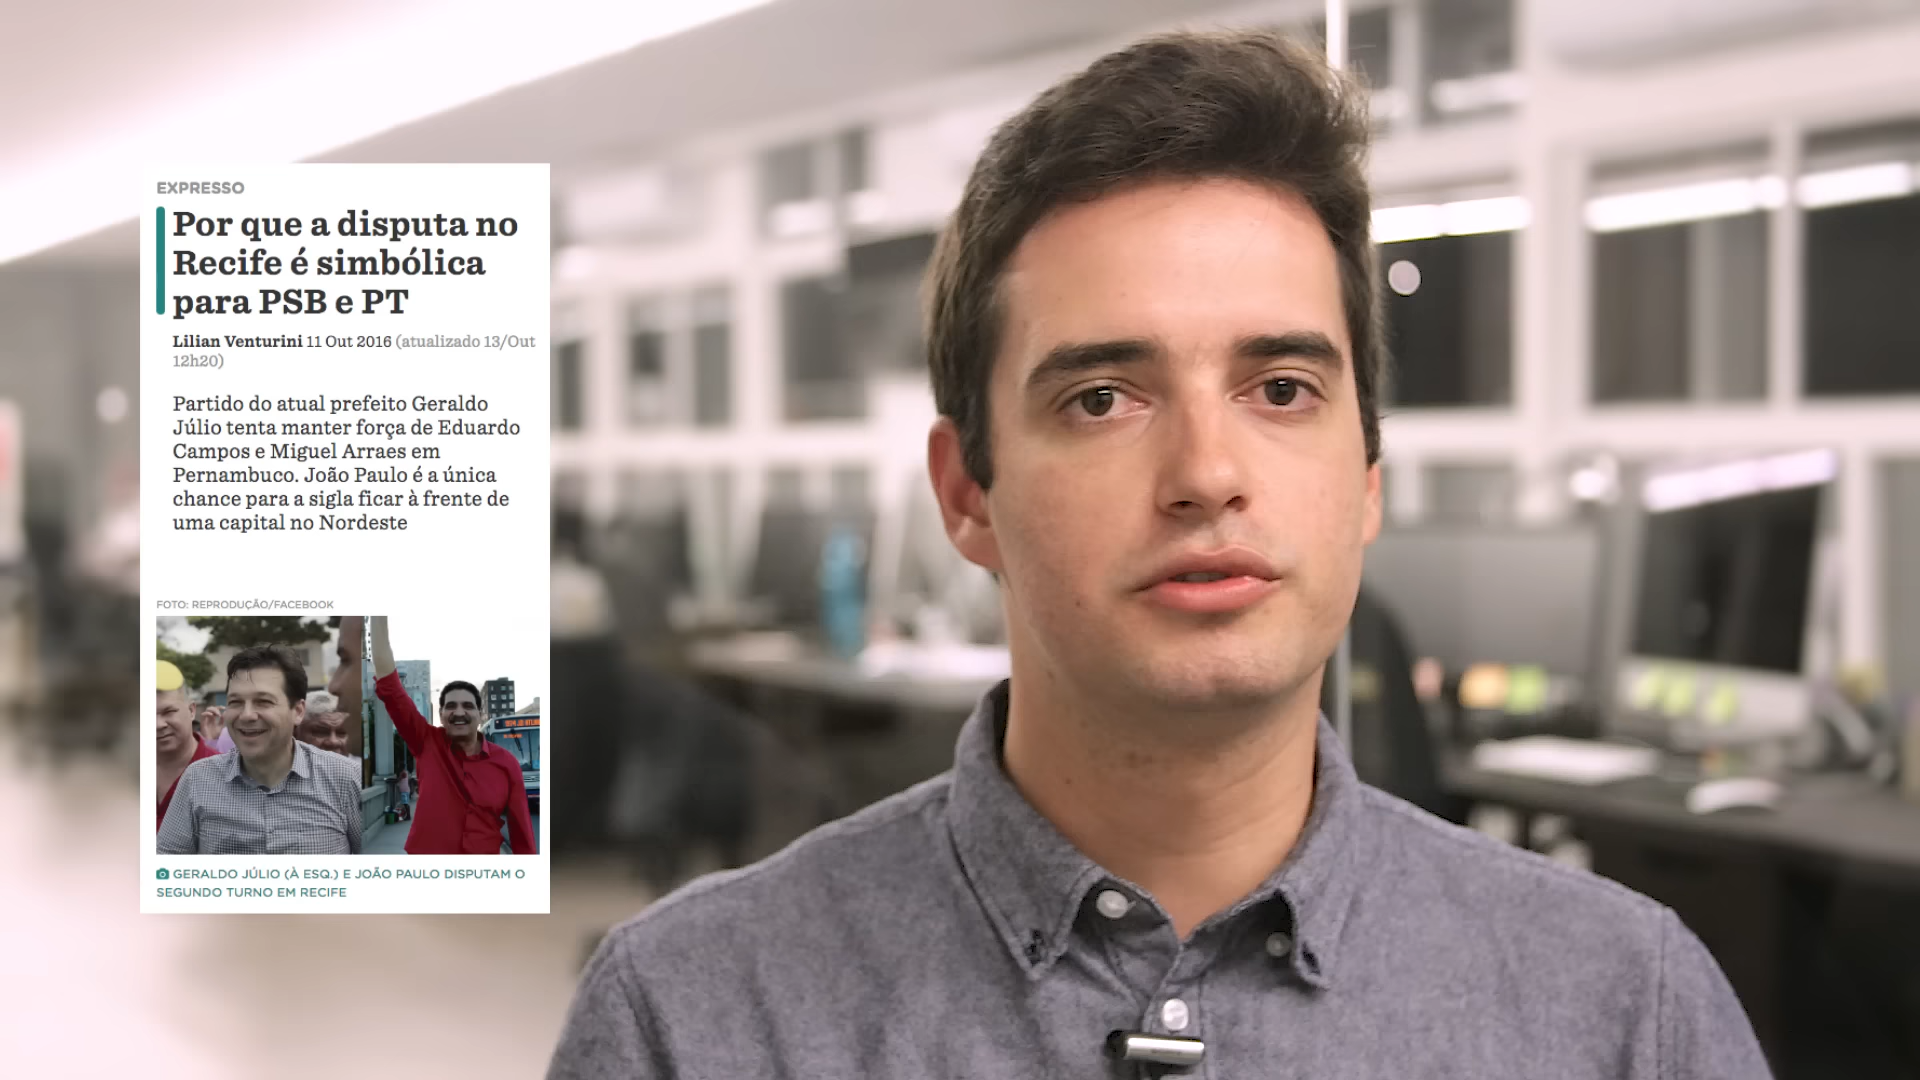 EXPRESSO
Por que a disputa no
Recife é simbólica
para PSB e PT
Lilian Venturini 11 Out 2016 (atualizado 13/Out
12h20)
Partido do atual prefeito Geraldo
Júlio tenta manter força de Eduardo
Campos e Miguel Arraes em
Pernambuco. João Paulo é a única
chance para a sigla ficar à frente de
uma capital no Nordeste
FOTO: REPRODUÇÃO/FACEBOOK
GERALDO JÚLIO (À ESQ.) E JOÃO PAULO DISPUTAM O
SEGUNDO TURNO EM RECIFE